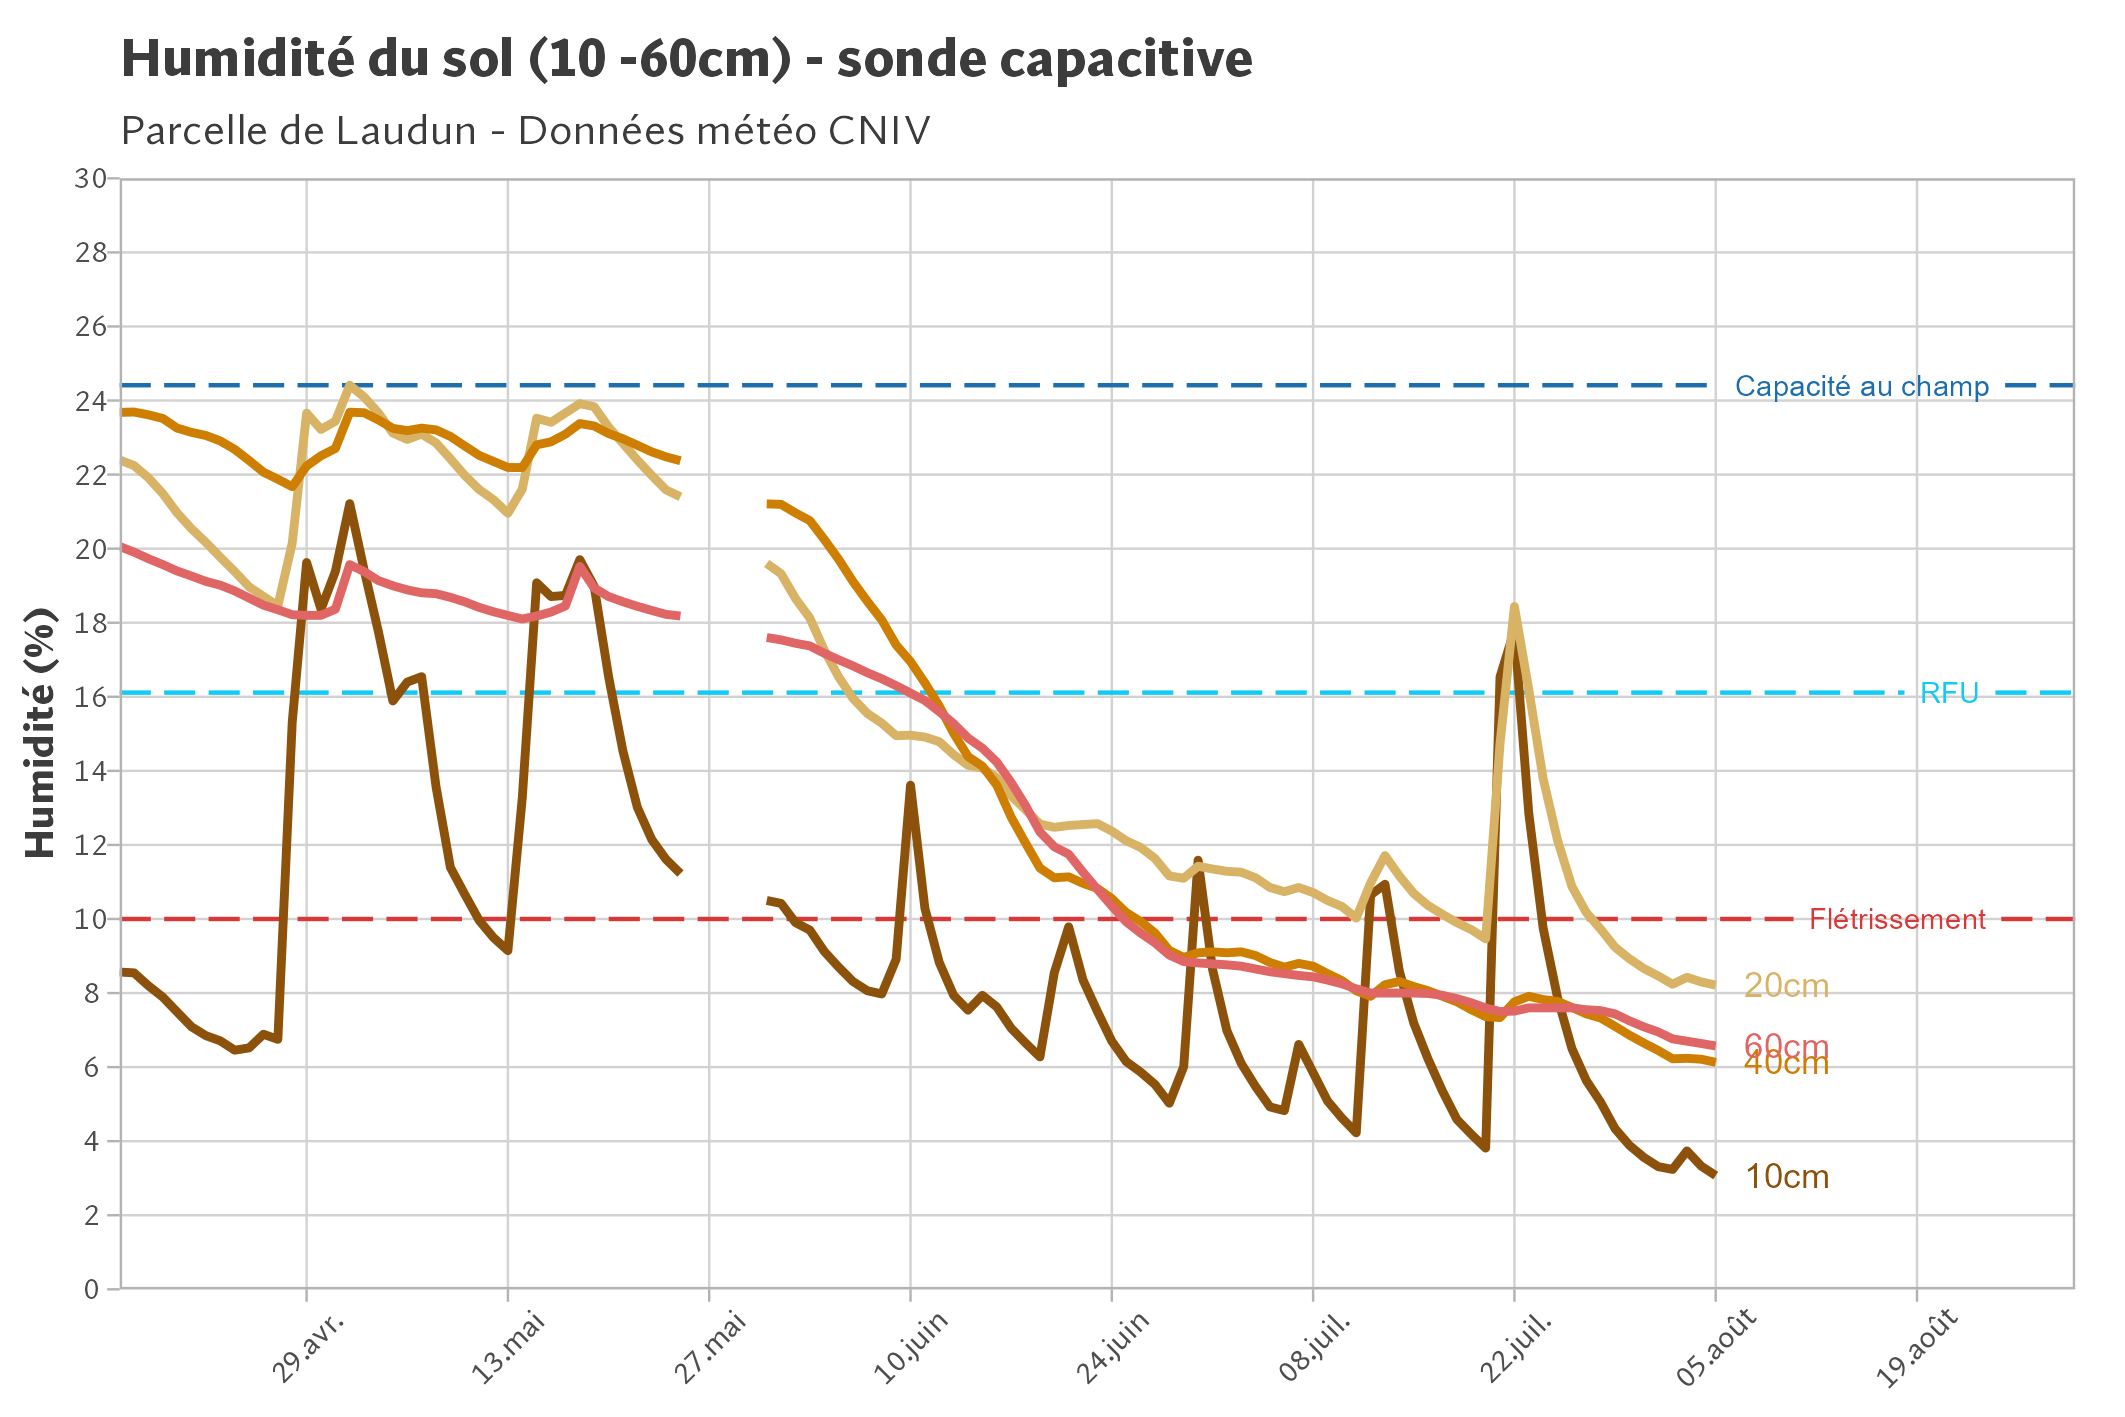 Humidité du sol (10 -60cm) - sonde capacitive
Parcelle de Laudun - Données météo CNIV
Humidité (%)
30
28
26
24
22
20
18
16
14
12
10
8
6
4
2
0
Capacité au champ
RFU
Flétrissement
20cm
60cm
40cm
10cm
29.avr.
13.mai
27.mai
10.juin
24.juin
08.juil.
22.juil.
05.août
19.août